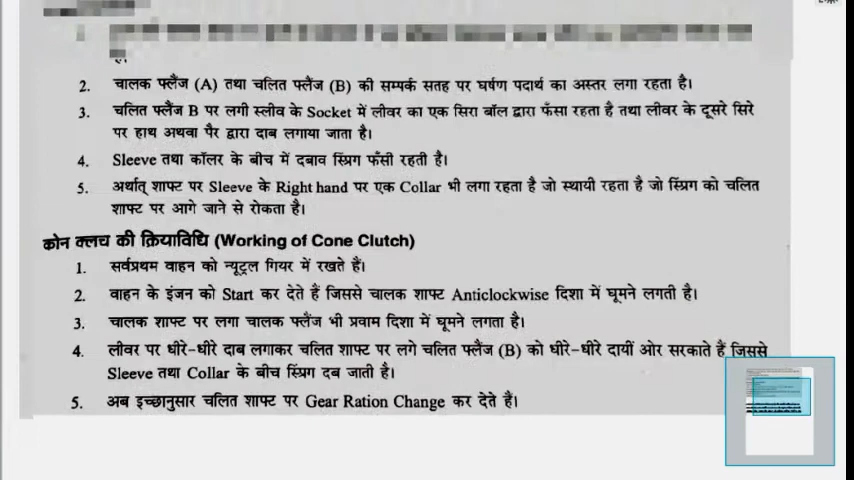 2. चालक फ्लैंज (A) तथा चलित फ्लैंज (B) की सम्पर्क सतह पर घर्षण पदार्थ का अस्तर लगा रहता है।
3. चलित फ्लैंज B पर लगी स्लीव के Socket में लीवर का एक सिरा बॉल द्वारा फँसा रहता है तथा लीवर के दूसरे सिरे
पर हाथ अथवा पैर द्वारा दाब लगाया जाता है।
4. Sleeve तथा कॉलर के बीच में दबाव स्प्रिग फँसी रहती है।
5. अर्थात् शाफ्ट पर Sleeve के Right hand पर एक Collar भी लगा रहता है जो स्थायी रहता है जो स्प्रिग को चलित
शाफ्ट पर आगे जाने से रोकता है।
कोन क्लच की क्रियाविधि (Working of Cone Clutch)
1. सर्वप्रथम वाहन को न्यूट्रल गियर में रखते हैं।
2. वाहन के इंजन को Start कर देते हैं जिससे चालक शाफ्ट Anticlockwise दिशा में घूमने लगती है।
3. चालक शाफ्ट पर लगा चालक फ्लैंज भी प्रवाम दिशा में घूमने लगता है।
4. लीवर पर धीरे-धीरे दाब लगाकर चलित शाफ्ट पर लगे चलित फ्लैंज (B) को धीरे-धीरे दायीं ओर सरकाते हैं जिससे
Sleeve तथा Collar के बीच स्प्रिंग दब जाती है।
5. अब इच्छानुसार चलित शाफ्ट पर Gear Ration Change कर देते हैं।